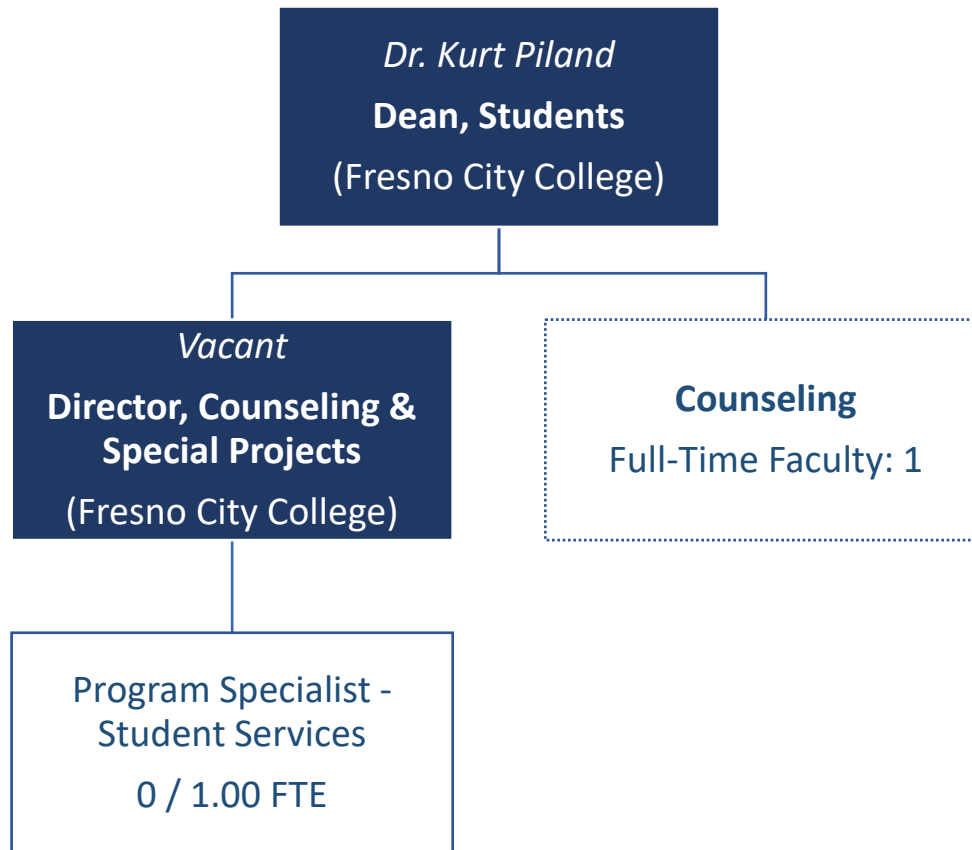 Dr. Kurt Piland
Dean, Students
(Fresno City College)
Vacant
Director, Counseling &
Special Projects
(Fresno City College)
Counseling
Full-Time Faculty: 1
Program Specialist -
Student Services
0 / 1.00 FTE